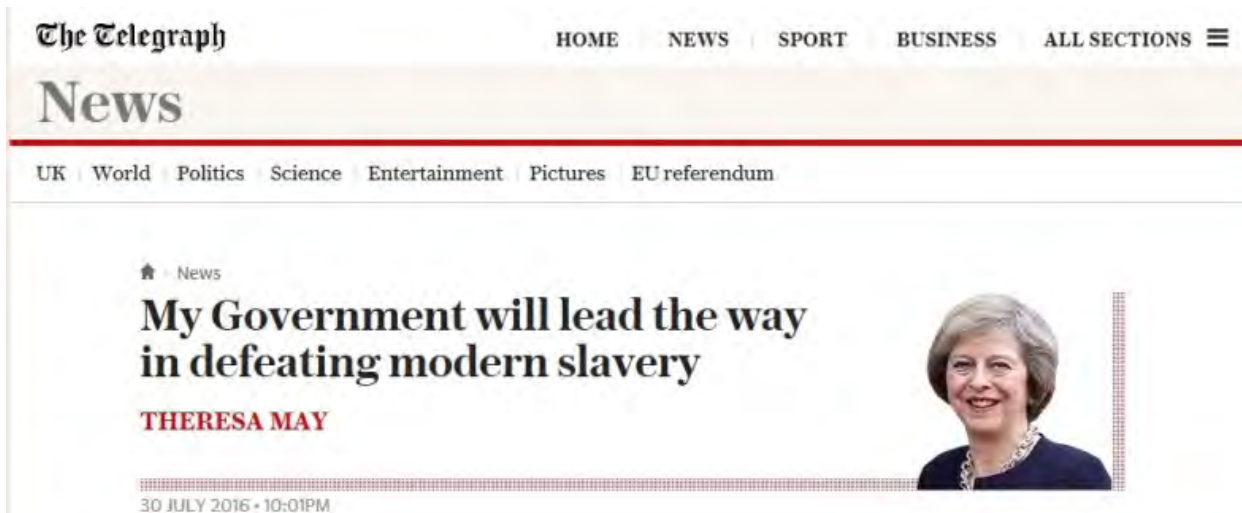 The Telegraph HOME NEWS SPORT BUSINESS ALL SECTIONS
News
UK World Politics Science Entertainment Pictures EU referendum
News
My Government will lead the way
in defeating modern slavery
THERESA MAY
30 JULY 2016 • 10:01PM